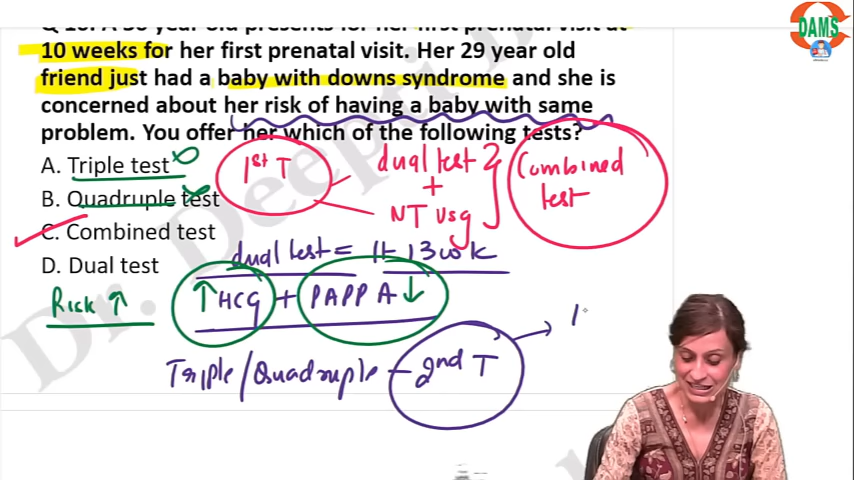 Q 10. A 30 year old presents for her first prenatal visit at
10 weeks for her first prenatal visit. Her 29 year old
friend just had a baby with downs syndrome and she is
concerned about her risk of having a baby with same
problem. You offer her which of the following tests?
A. Triple test
B. Quadruple test
C. Combined test
D. Dual test
1st T
dual test
+
NT Usg
Combined
test
dual test = 11-13 wk
Risk ↑
↑ HCG + PAPP A ↓
Triple/Quadruple - 2nd T
DAMS
Dr. Deepti